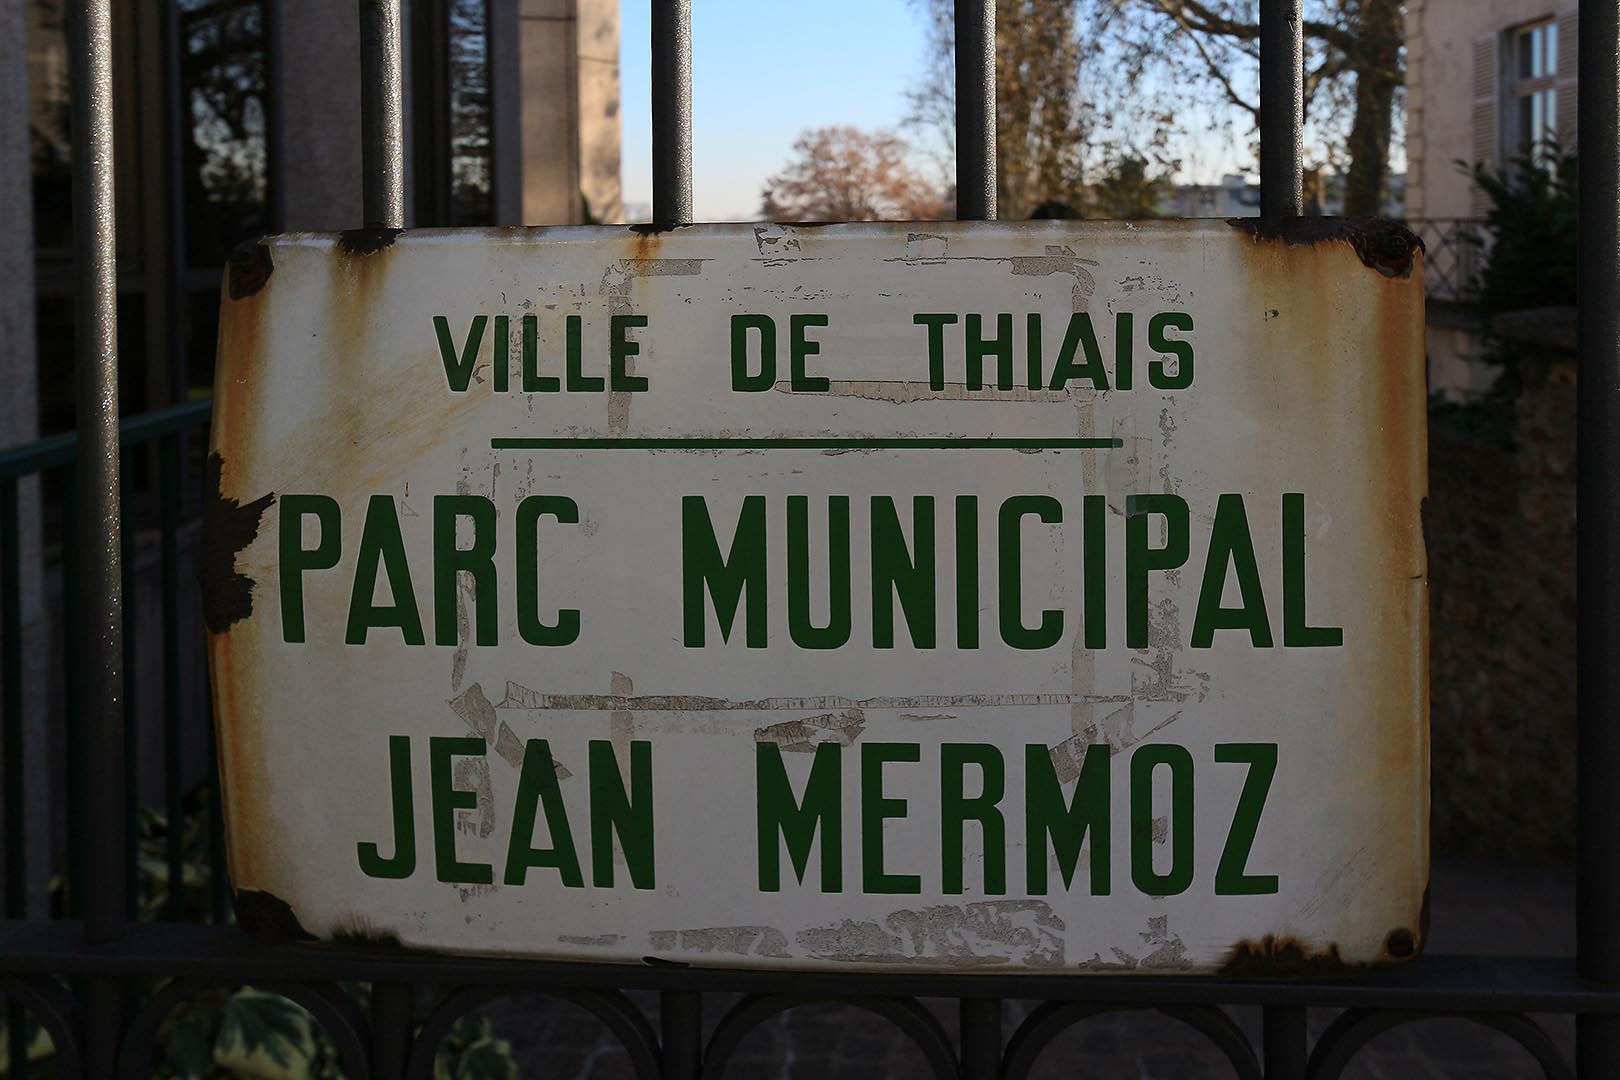 VILLE DE THIAIS
PARC MUNICIPAL
JEAN MERMOZ